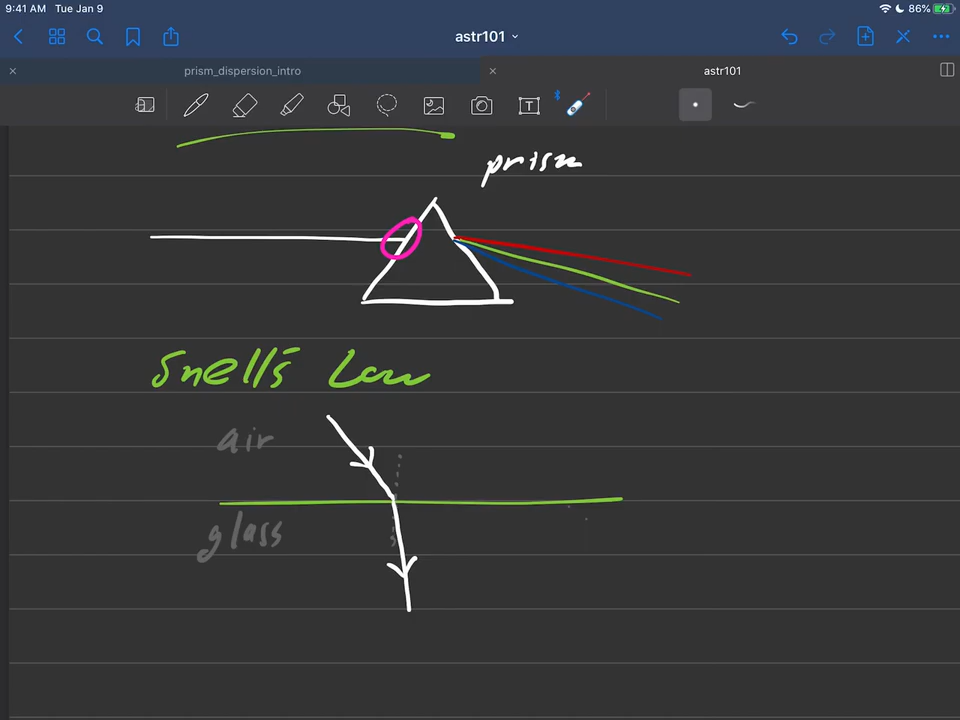 9:41 AM Tue Jan 9
86%
astr101
prism_dispersion_intro
astr101
T
prism
Snell's Law
air
glass